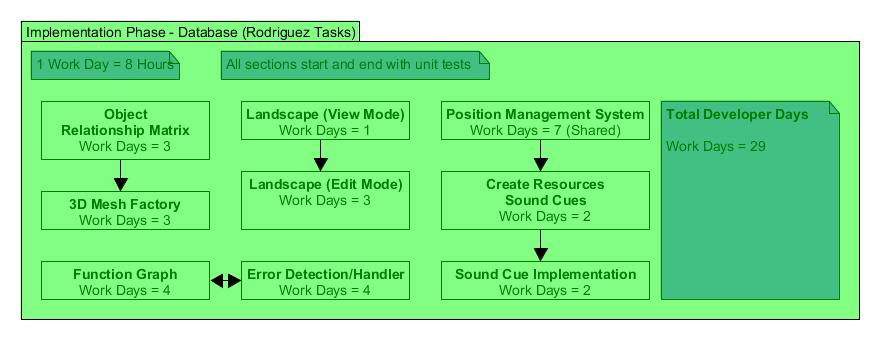 Implementation Phase - Database (Rodriguez Tasks)
1 Work Day = 8 Hours
All sections start and end with unit tests
Object
Relationship Matrix
Work Days = 3
Landscape (View Mode)
Work Days = 1
Position Management System
Work Days = 7 (Shared)
Total Developer Days
Work Days = 29
3D Mesh Factory
Work Days = 3
Landscape (Edit Mode)
Work Days = 3
Create Resources
Sound Cues
Work Days = 2
Function Graph
Work Days = 4
Error Detection/Handler
Work Days = 4
Sound Cue Implementation
Work Days = 2